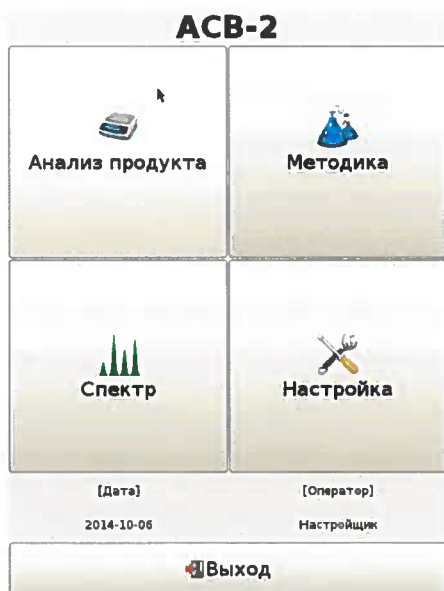 АСВ-2
Анализ продукта
Методика
Спектр
Настройка
[Дата]
[Оператор]
2014-10-06
Настройщик
Выход